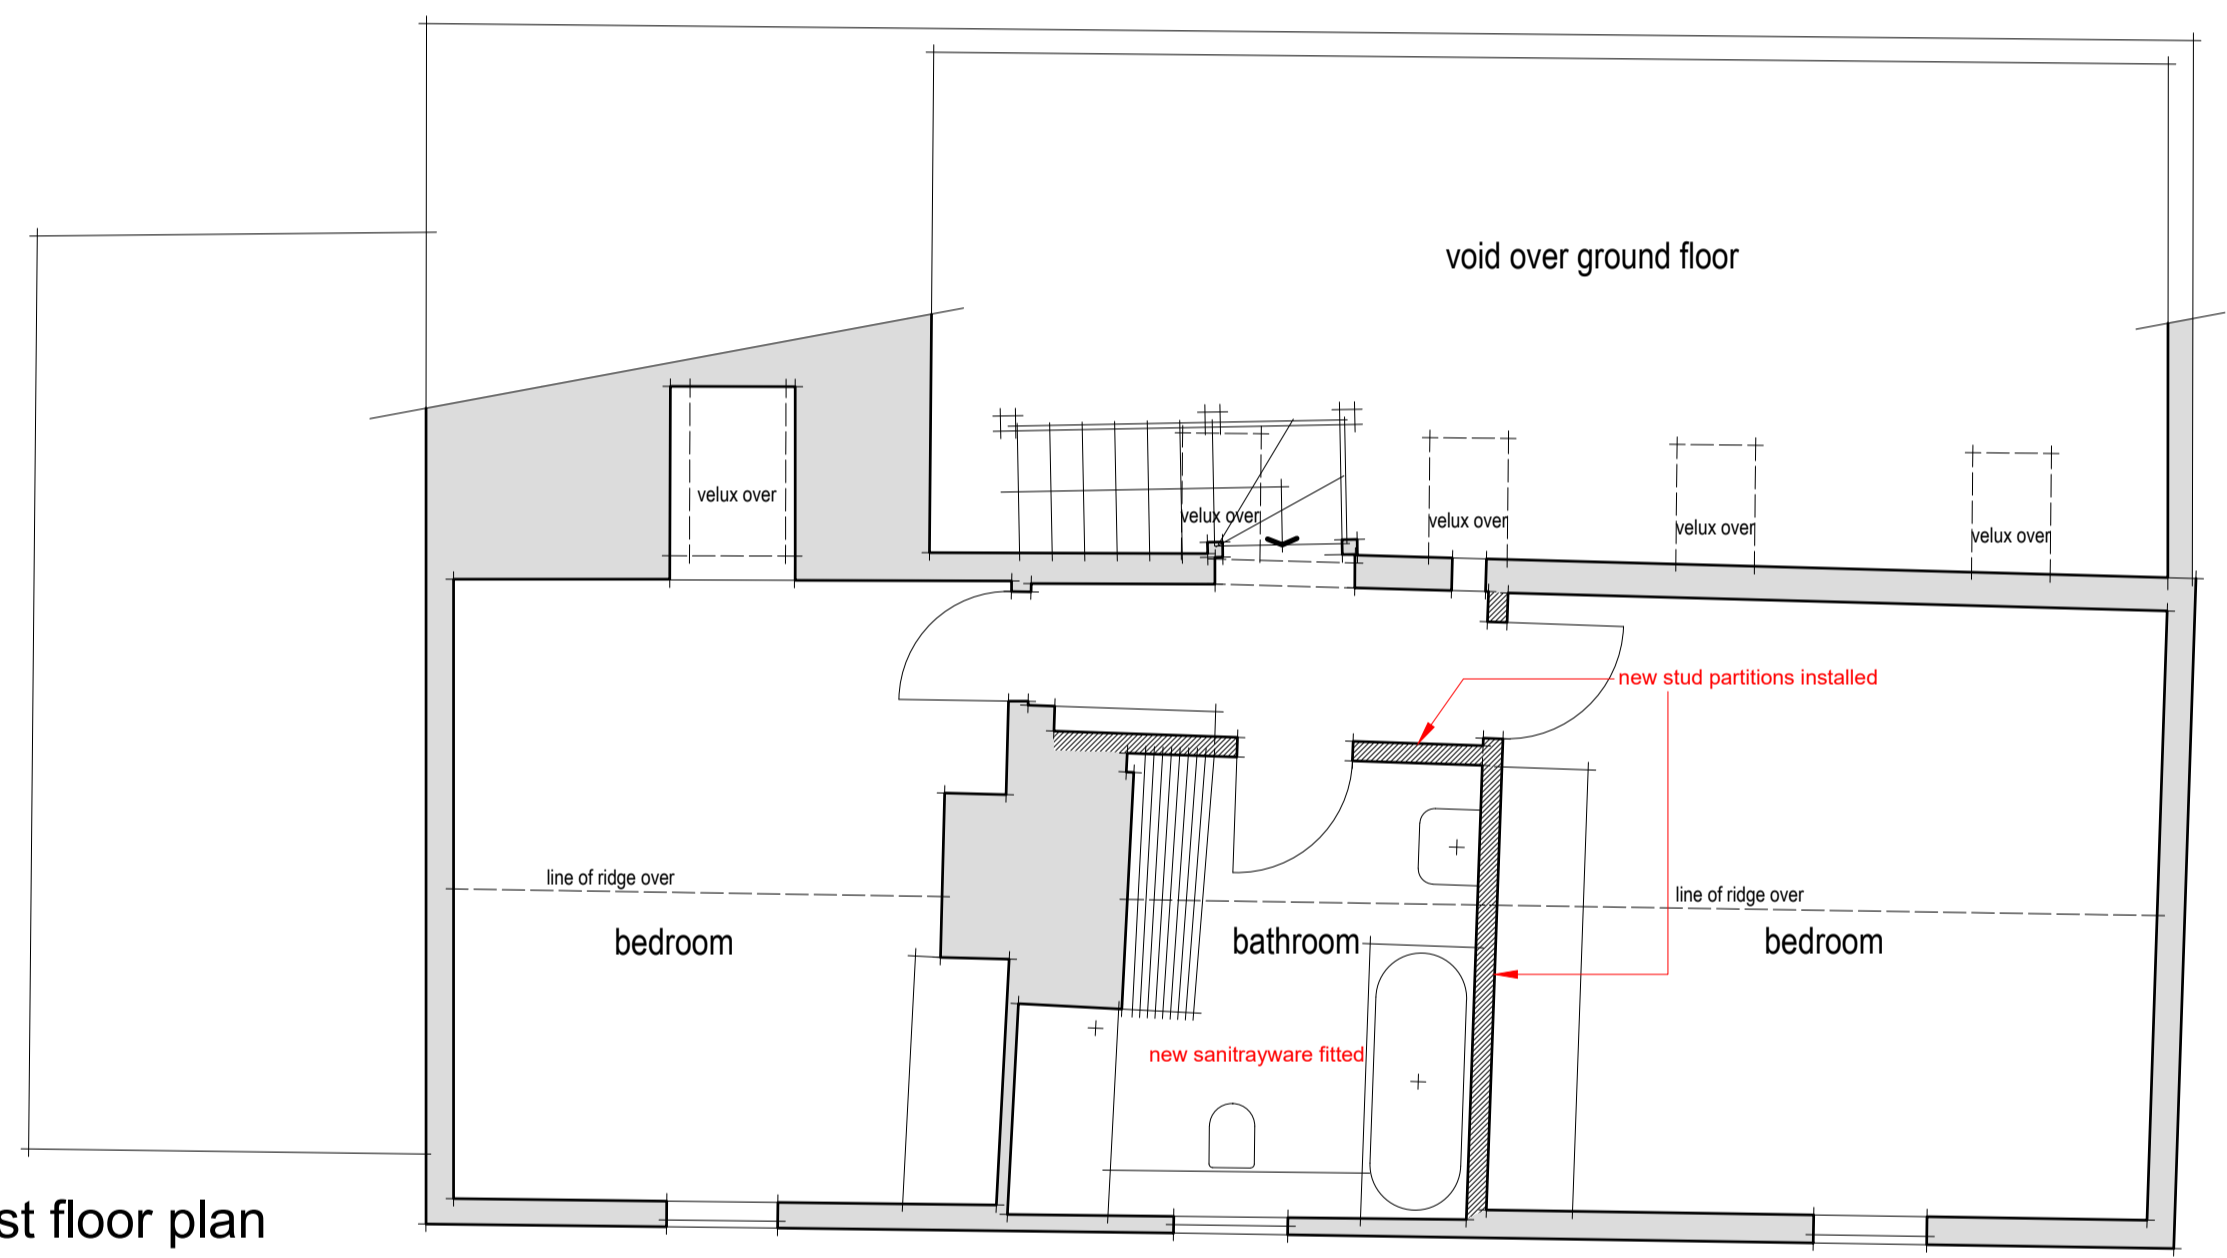 void over ground floor
velux over
velux over
velux over
velux over
velux over
new stud partitions installed
line of ridge over
line of ridge over
bedroom
bathroom
bedroom
new sanitrayware fitted
st floor plan